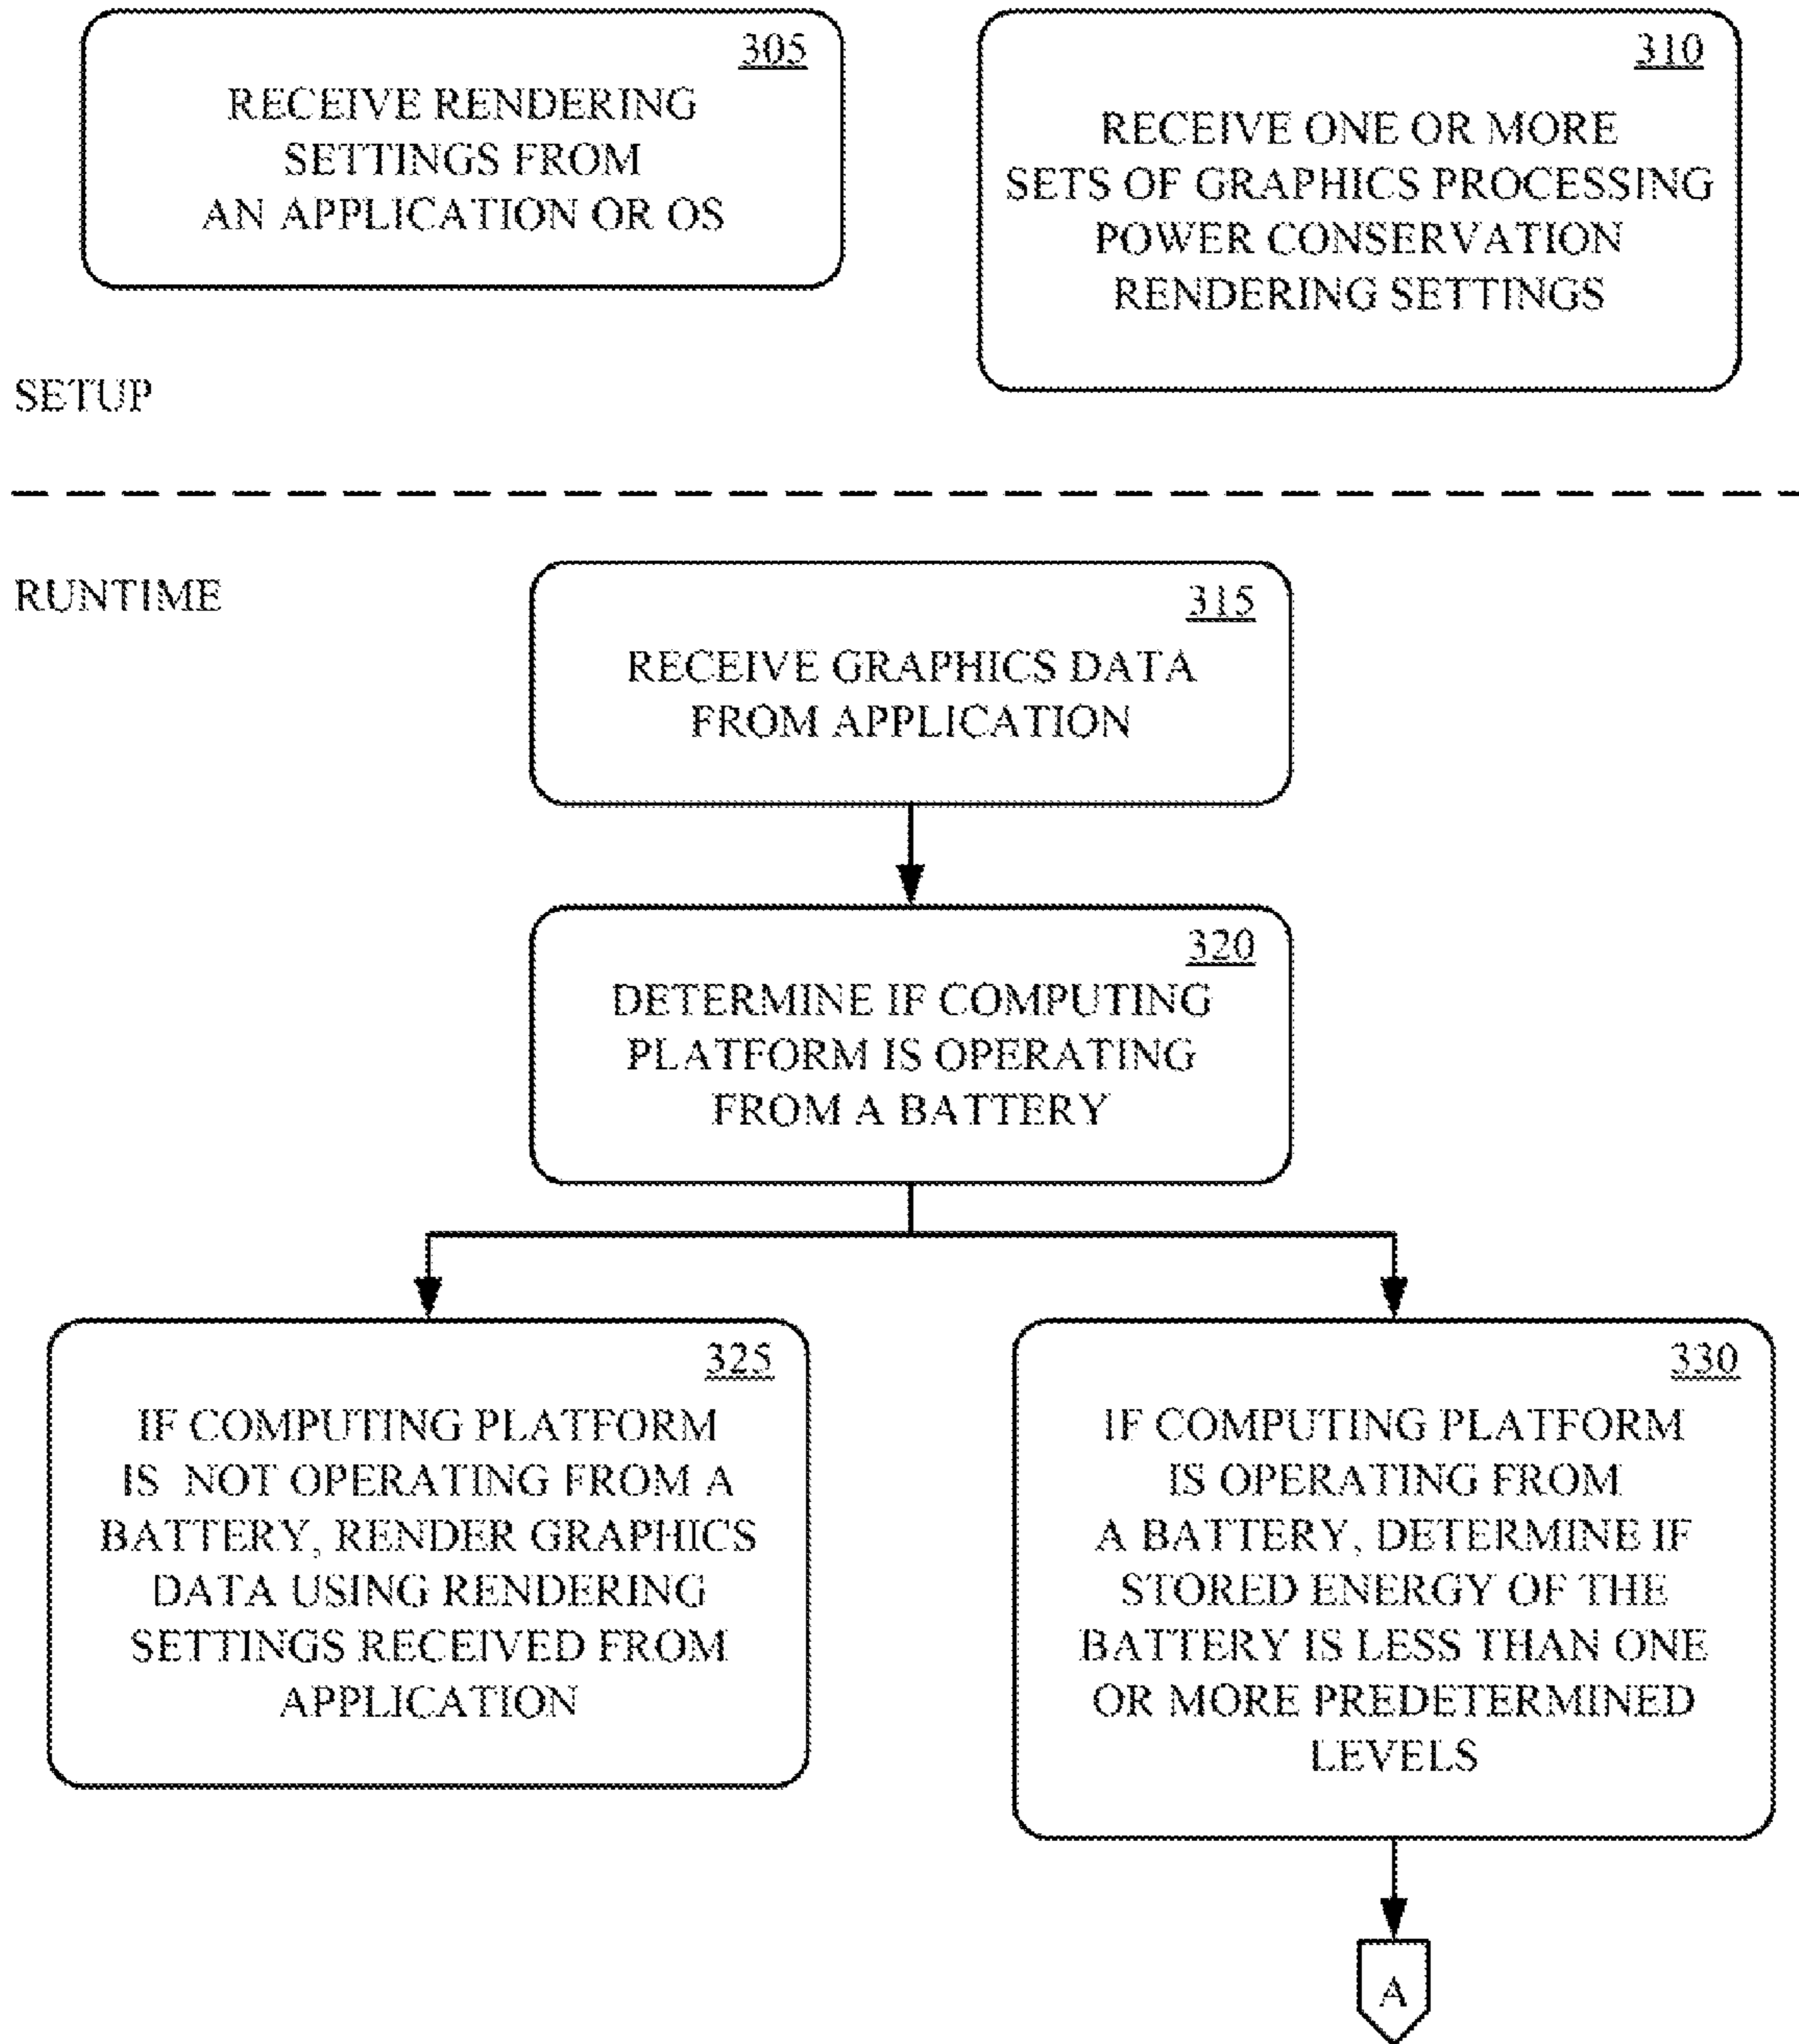 305
RECEIVE RENDERING
SETTINGS FROM
AN APPLICATION OR OS
310
RECEIVE ONE OR MORE
SETS OF GRAPHICS PROCESSING
POWER CONSERVATION
RENDERING SETTINGS
SETUP
RUNTIME
315
RECEIVE GRAPHICS DATA
FROM APPLICATION
320
DETERMINE IF COMPUTING
PLATFORM IS OPERATING
FROM A BATTERY
325
IF COMPUTING PLATFORM
IS NOT OPERATING FROM A
BATTERY, RENDER GRAPHICS
DATA USING RENDERING
SETTINGS RECEIVED FROM
APPLICATION
330
IF COMPUTING PLATFORM
IS OPERATING FROM
A BATTERY, DETERMINE IF
STORED ENERGY OF THE
BATTERY IS LESS THAN ONE
OR MORE PREDETERMINED
LEVELS
A